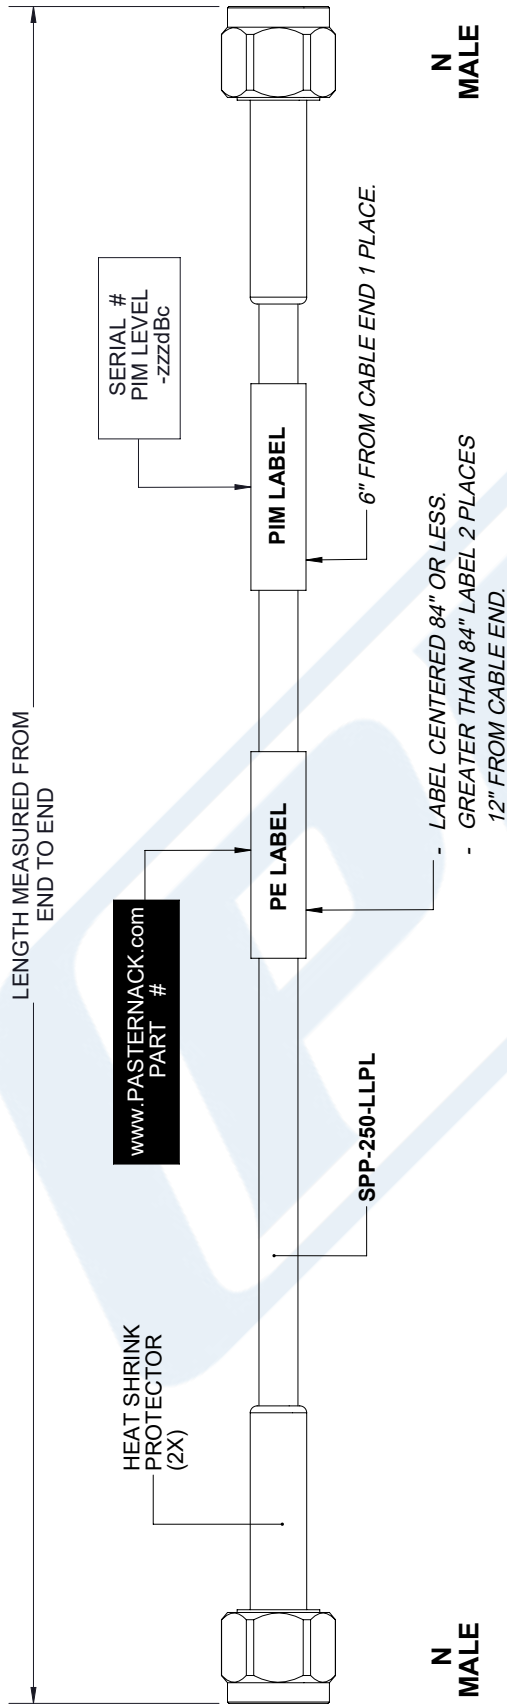 LENGTH MEASURED FROM
END TO END
HEAT SHRINK
PROTECTOR
(2X)
www.PASTERNACK.com
PART #
SERIAL #
PIM LEVEL
-zzzdBc
PE LABEL
PIM LABEL
SPP-250-LLPL
6" FROM CABLE END 1 PLACE.
- LABEL CENTERED 84" OR LESS.
- GREATER THAN 84" LABEL 2 PLACES
12" FROM CABLE END.
N
MALE
N
MALE